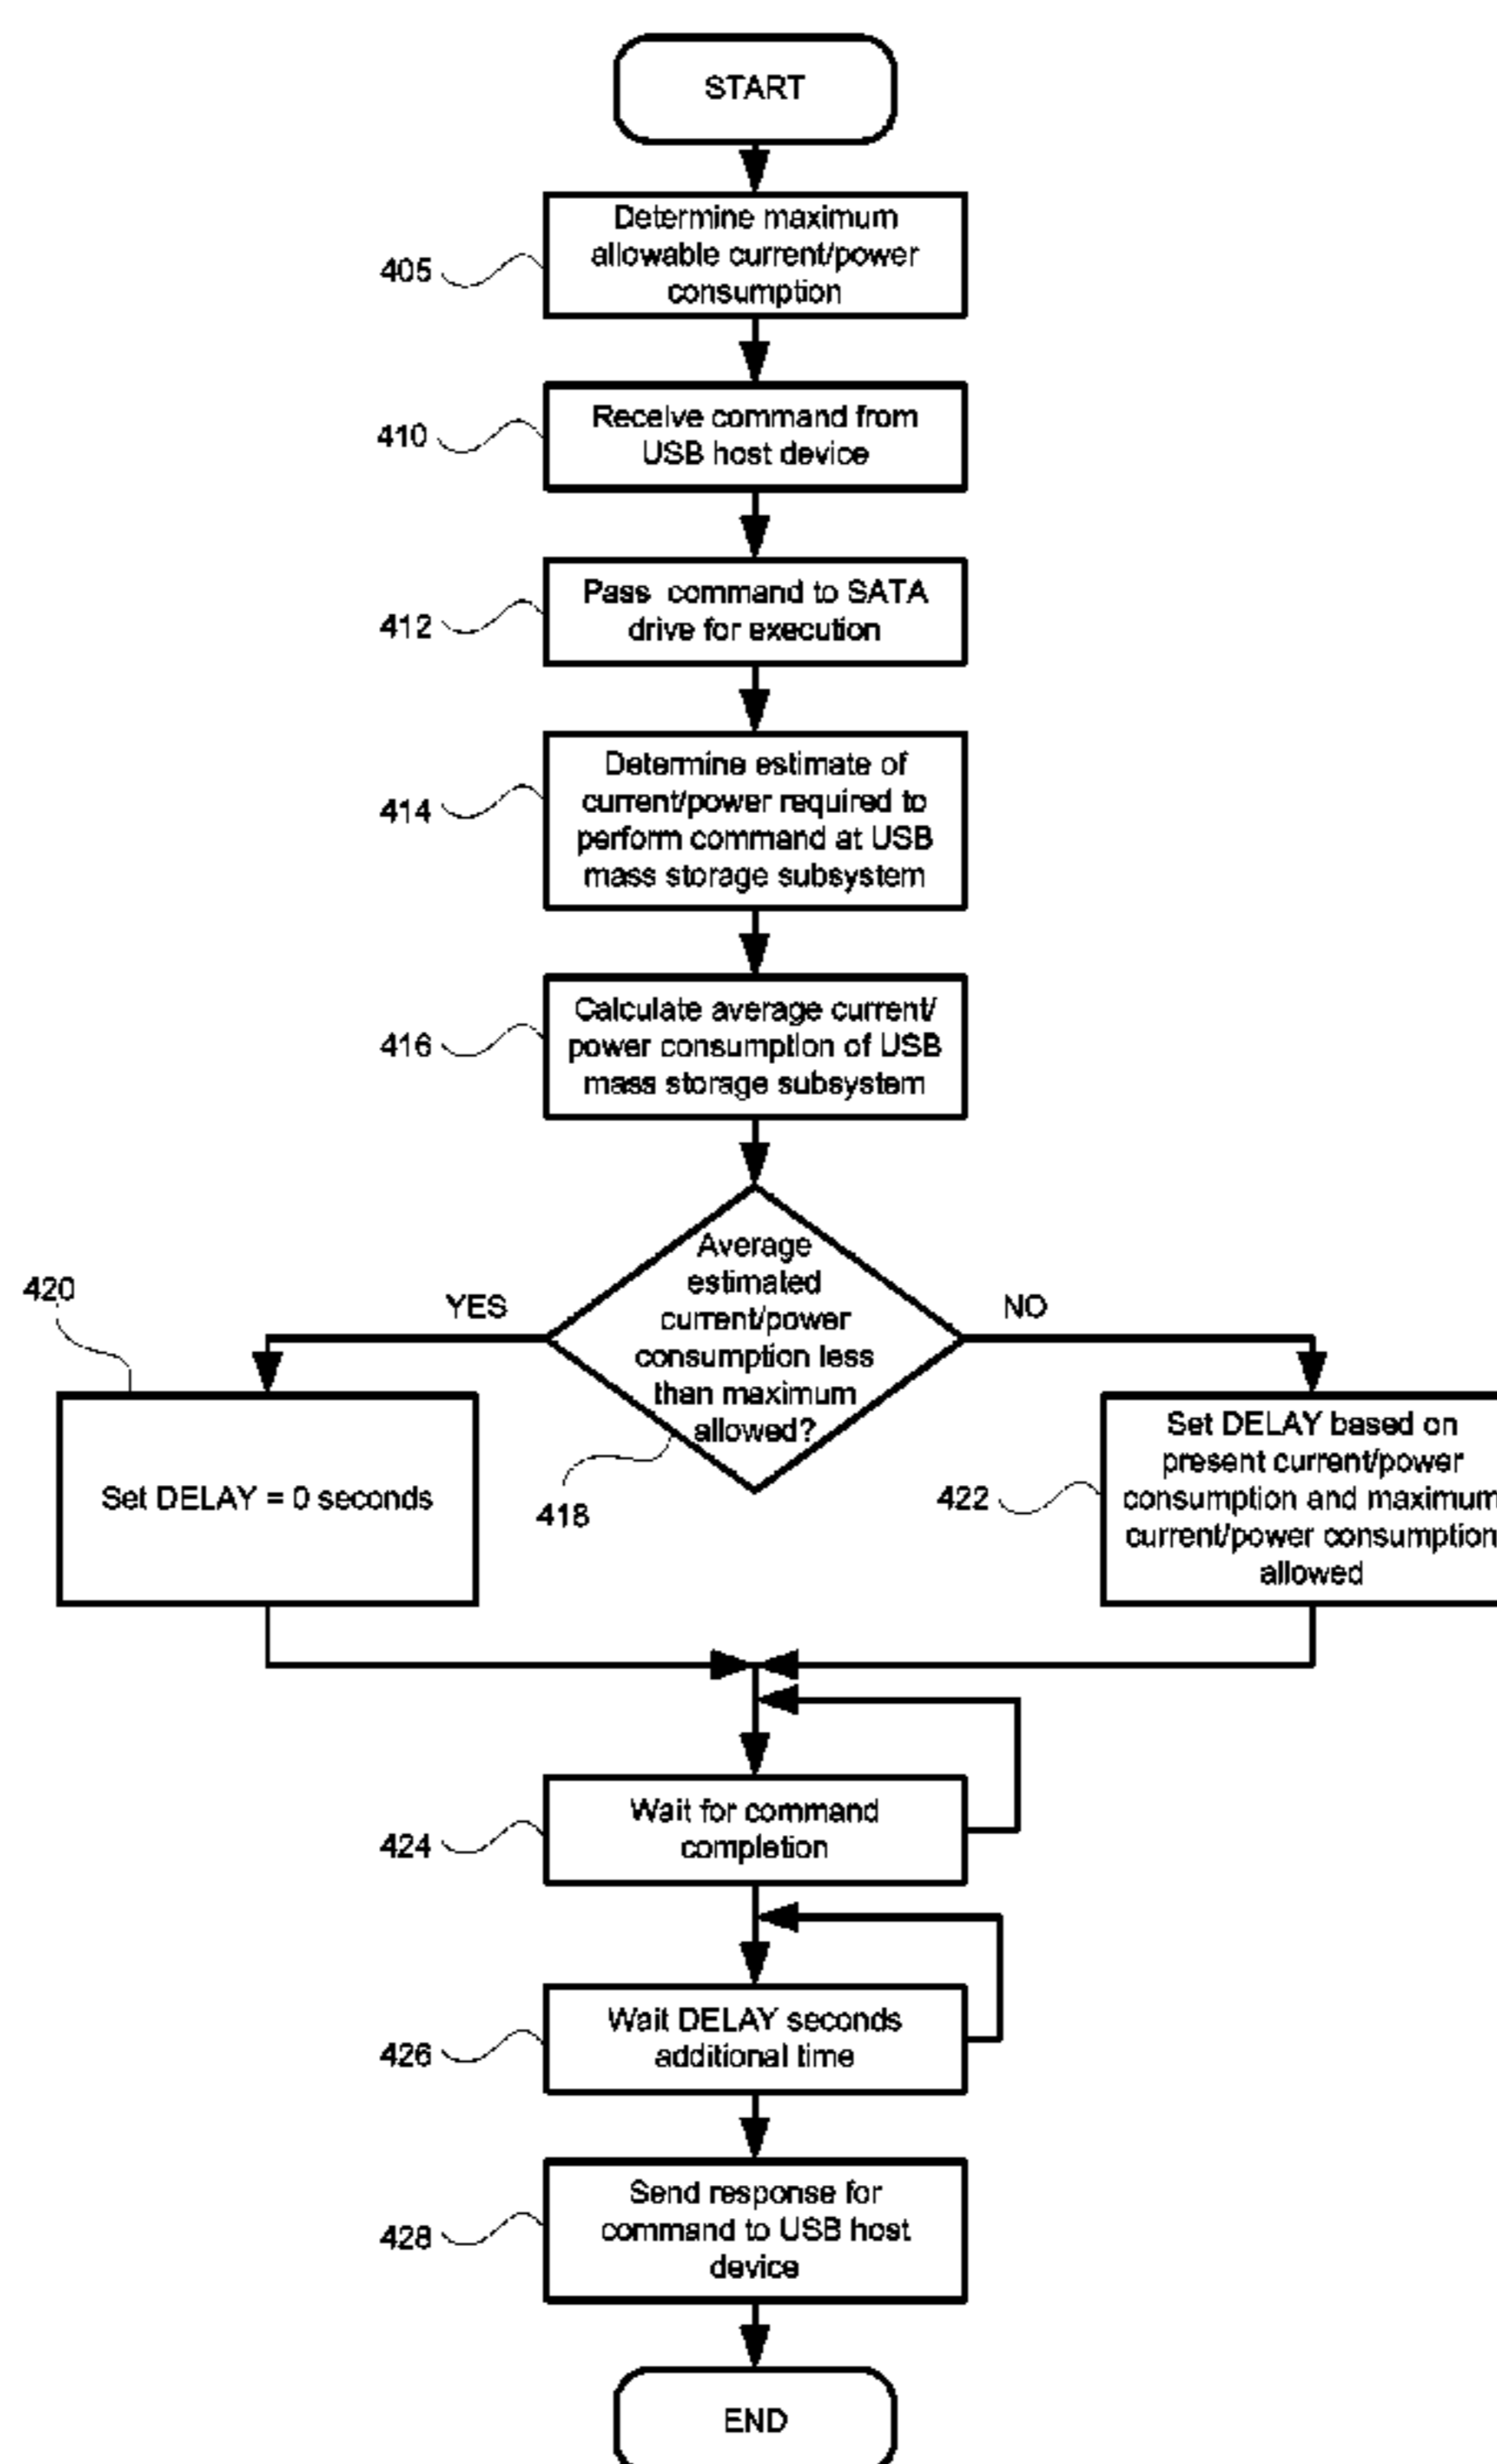 START
Determine maximum
allowable current/power
consumption
405
Receive command from
USB host device
410
Pass command to SATA
drive for execution
412
Determine estimate of
current/power required to
perform command at USB
mass storage subsystem
414
Calculate average current/
power consumption of USB
mass storage subsystem
416
Average
estimated
current/power
consumption less
than maximum
allowed?
418
YES
NO
420
Set DELAY = 0 seconds
422
Set DELAY based on
present current/power
consumption and maximum
current/power consumption
allowed
Wait for command
completion
424
Wait DELAY seconds
additional time
426
Send response for
command to USB host
device
428
END